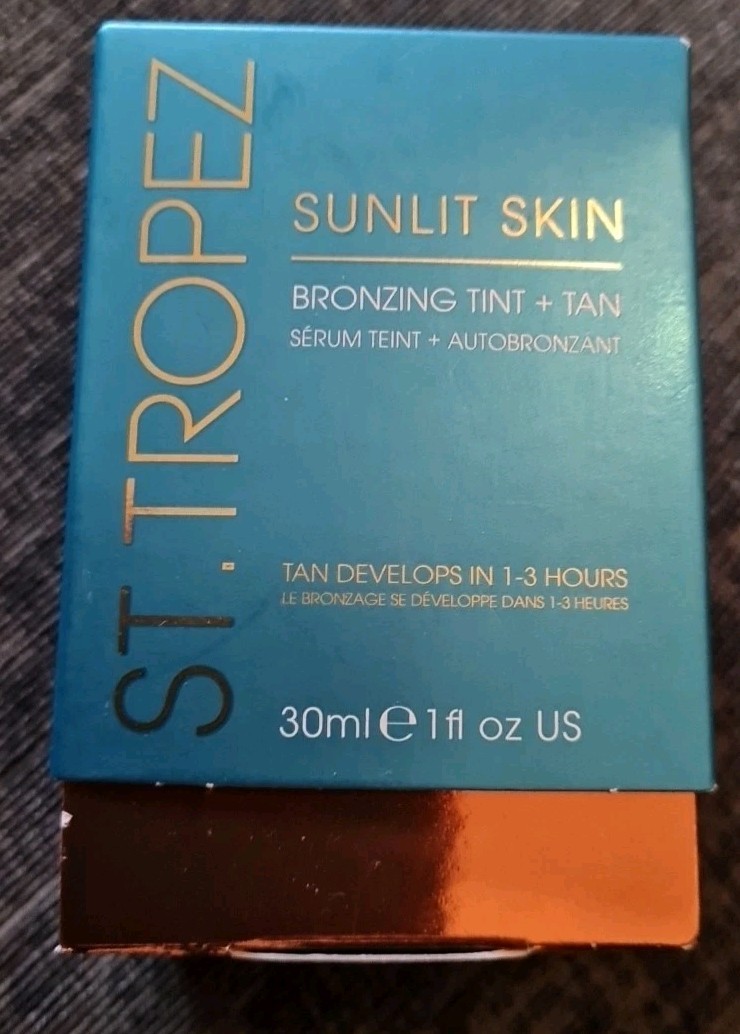 ST.TROPEZ
SUNLIT SKIN
BRONZING TINT + TAN
SÉRUM TEINT + AUTOBRONZANT
TAN DEVELOPS IN 1-3 HOURS
LE BRONZAGE SE DÉVELOPPE DANS 1-3 HEURES
30ml ℮ 1fl oz US